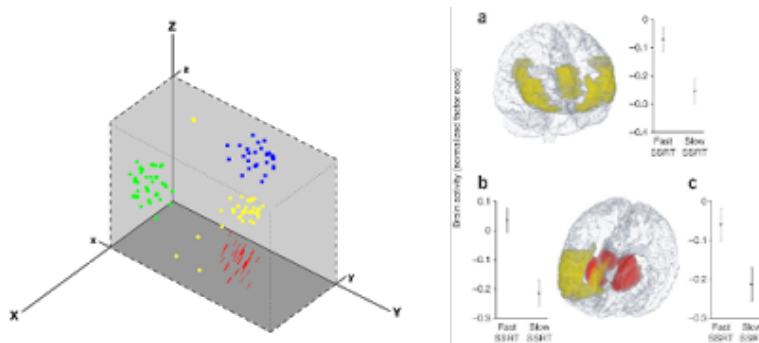 Z
z
x
y
X
Y
a
Brain activity (normalized factor score)
0
−0.1
−0.2
−0.3
−0.4
Fast
SSRT
Slow
SSRT
b
0.1
0
−0.1
−0.2
−0.3
Fast
SSRT
Slow
SSRT
c
0
−0.1
−0.2
−0.3
Fast
SSRT
Slow
SSRT